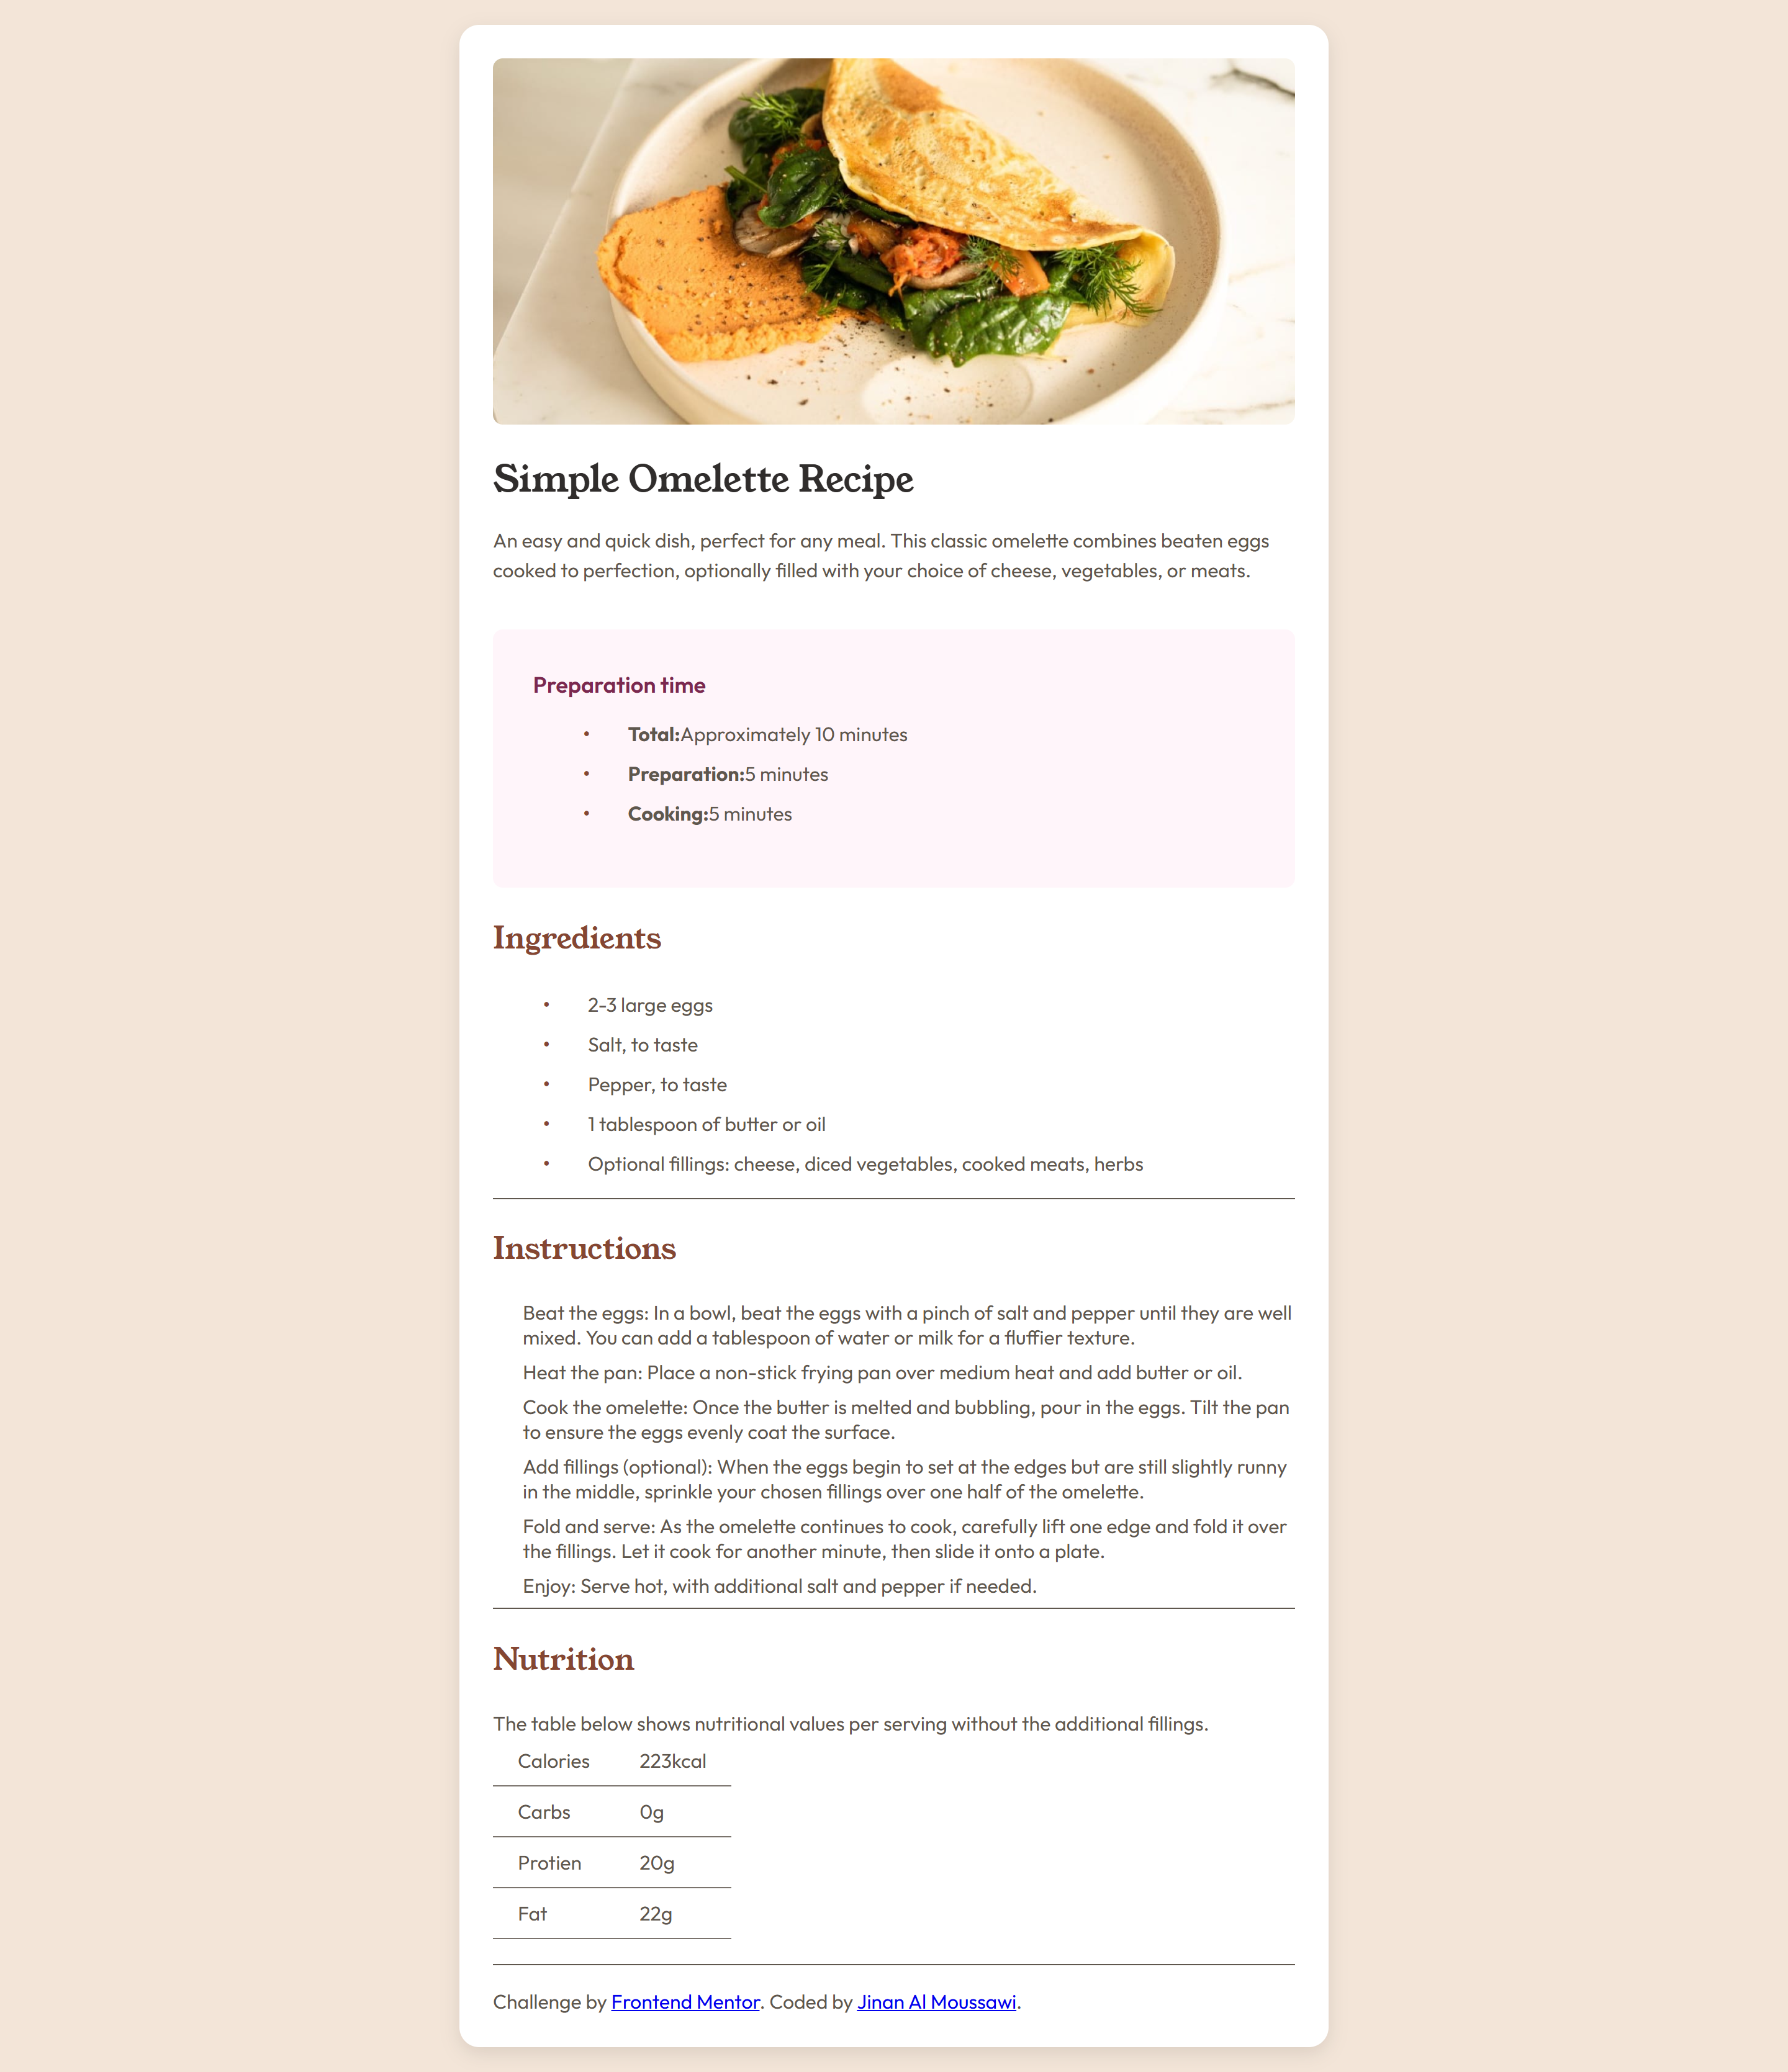 Simple Omelette Recipe
An easy and quick dish, perfect for any meal. This classic omelette combines beaten eggs
cooked to perfection, optionally filled with your choice of cheese, vegetables, or meats.
Preparation time
• Total:Approximately 10 minutes
• Preparation:5 minutes
• Cooking:5 minutes
Ingredients
• 2-3 large eggs
• Salt, to taste
• Pepper, to taste
• 1 tablespoon of butter or oil
• Optional fillings: cheese, diced vegetables, cooked meats, herbs
Instructions
Beat the eggs: In a bowl, beat the eggs with a pinch of salt and pepper until they are well
mixed. You can add a tablespoon of water or milk for a fluffier texture.
Heat the pan: Place a non-stick frying pan over medium heat and add butter or oil.
Cook the omelette: Once the butter is melted and bubbling, pour in the eggs. Tilt the pan
to ensure the eggs evenly coat the surface.
Add fillings (optional): When the eggs begin to set at the edges but are still slightly runny
in the middle, sprinkle your chosen fillings over one half of the omelette.
Fold and serve: As the omelette continues to cook, carefully lift one edge and fold it over
the fillings. Let it cook for another minute, then slide it onto a plate.
Enjoy: Serve hot, with additional salt and pepper if needed.
Nutrition
The table below shows nutritional values per serving without the additional fillings.
Calories 223kcal
Carbs 0g
Protien 20g
Fat 22g
Challenge by Frontend Mentor. Coded by Jinan Al Moussawi.